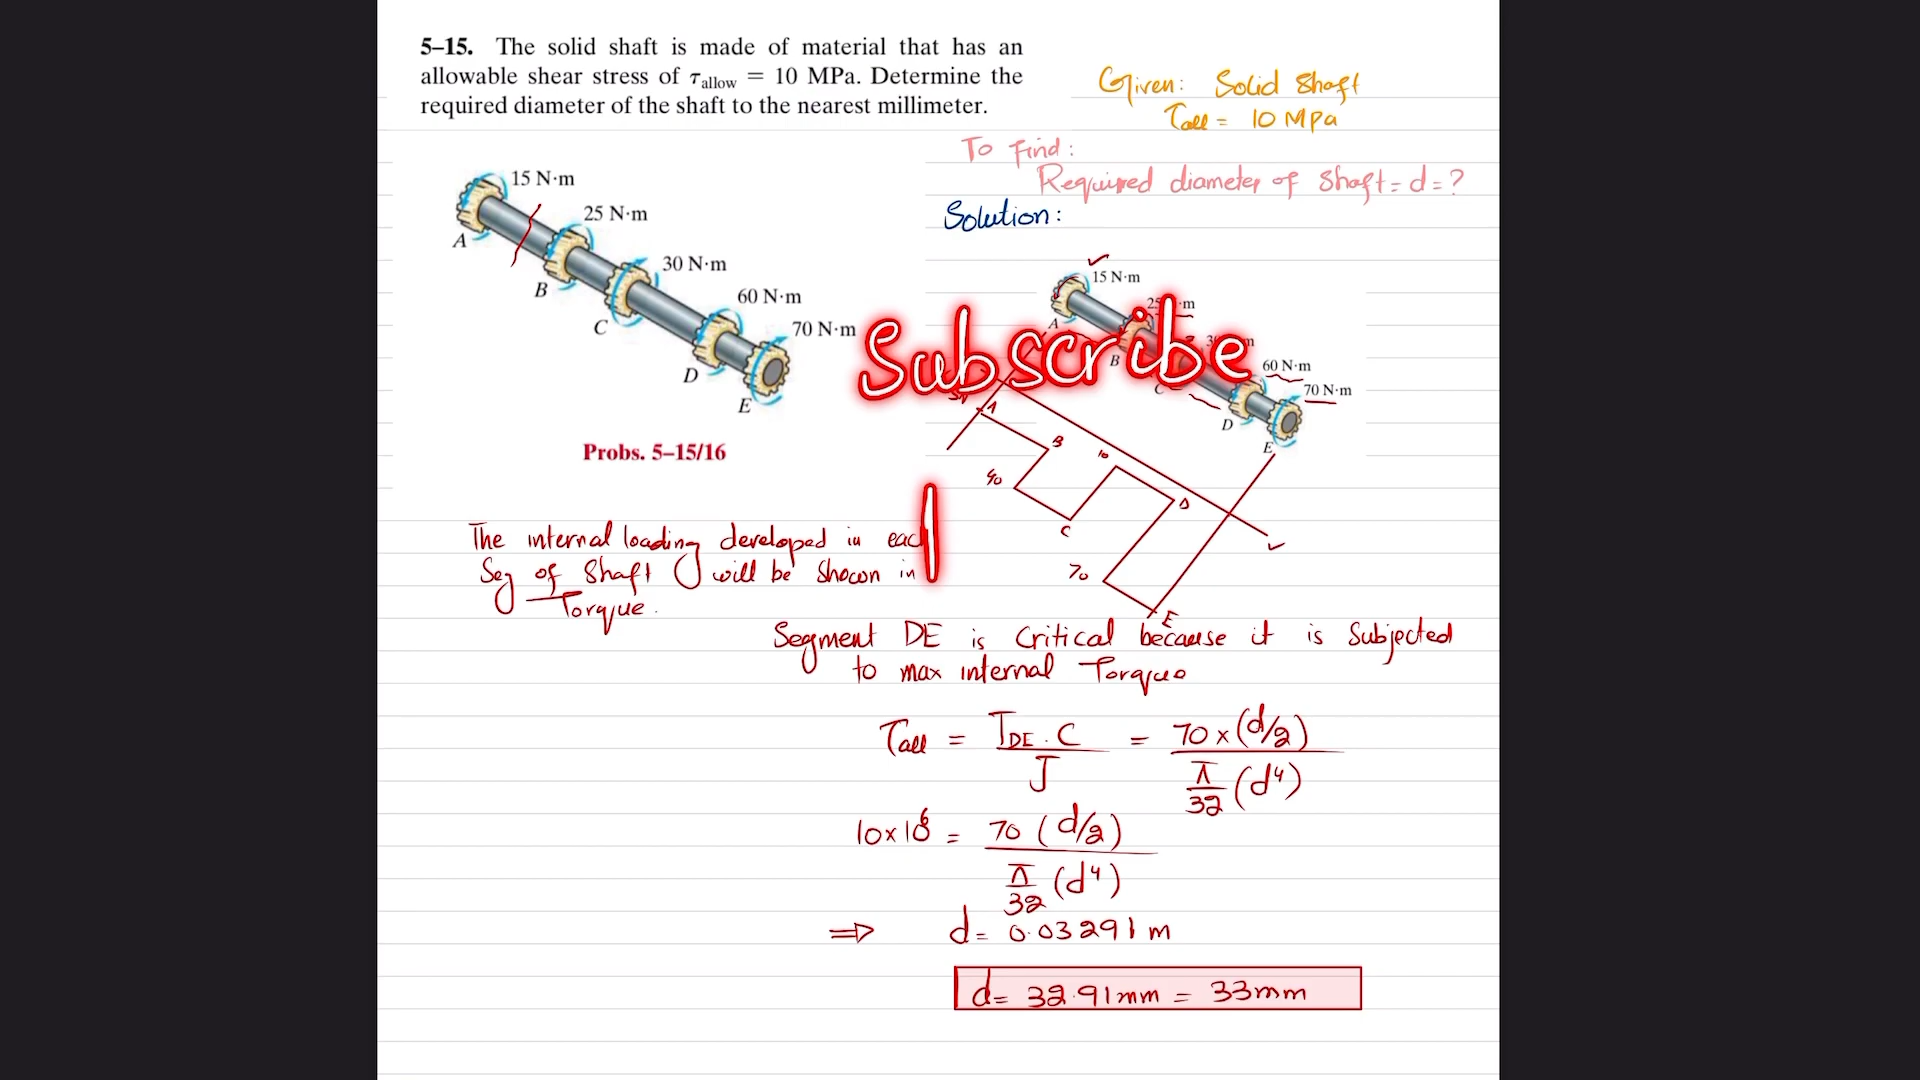 5–15. The solid shaft is made of material that has an
allowable shear stress of τallow = 10 MPa. Determine the
required diameter of the shaft to the nearest millimeter.
Given: Solid Shaft
τall = 10 MPa
To Find:
Required diameter of Shaft = d = ?
Solution:
15 N·m
25 N·m
30 N·m
60 N·m
70 N·m
A
B
C
D
E
Probs. 5–15/16
15 N·m
60 N·m
70 N·m
A
B
D
E
Subscribe
A
B
40
C
10
D
70
E
The internal loading developed in each
Seg of Shaft will be shown in
Torque.
Segment DE is Critical because it is Subjected
to max internal Torque
τall = TDE . C / J = 70 × (d/2) / π/32 (d⁴)
10×10⁶ = 70 (d/2) / π/32 (d⁴)
⇒ d = 0.03291 m
d = 32.91mm = 33mm